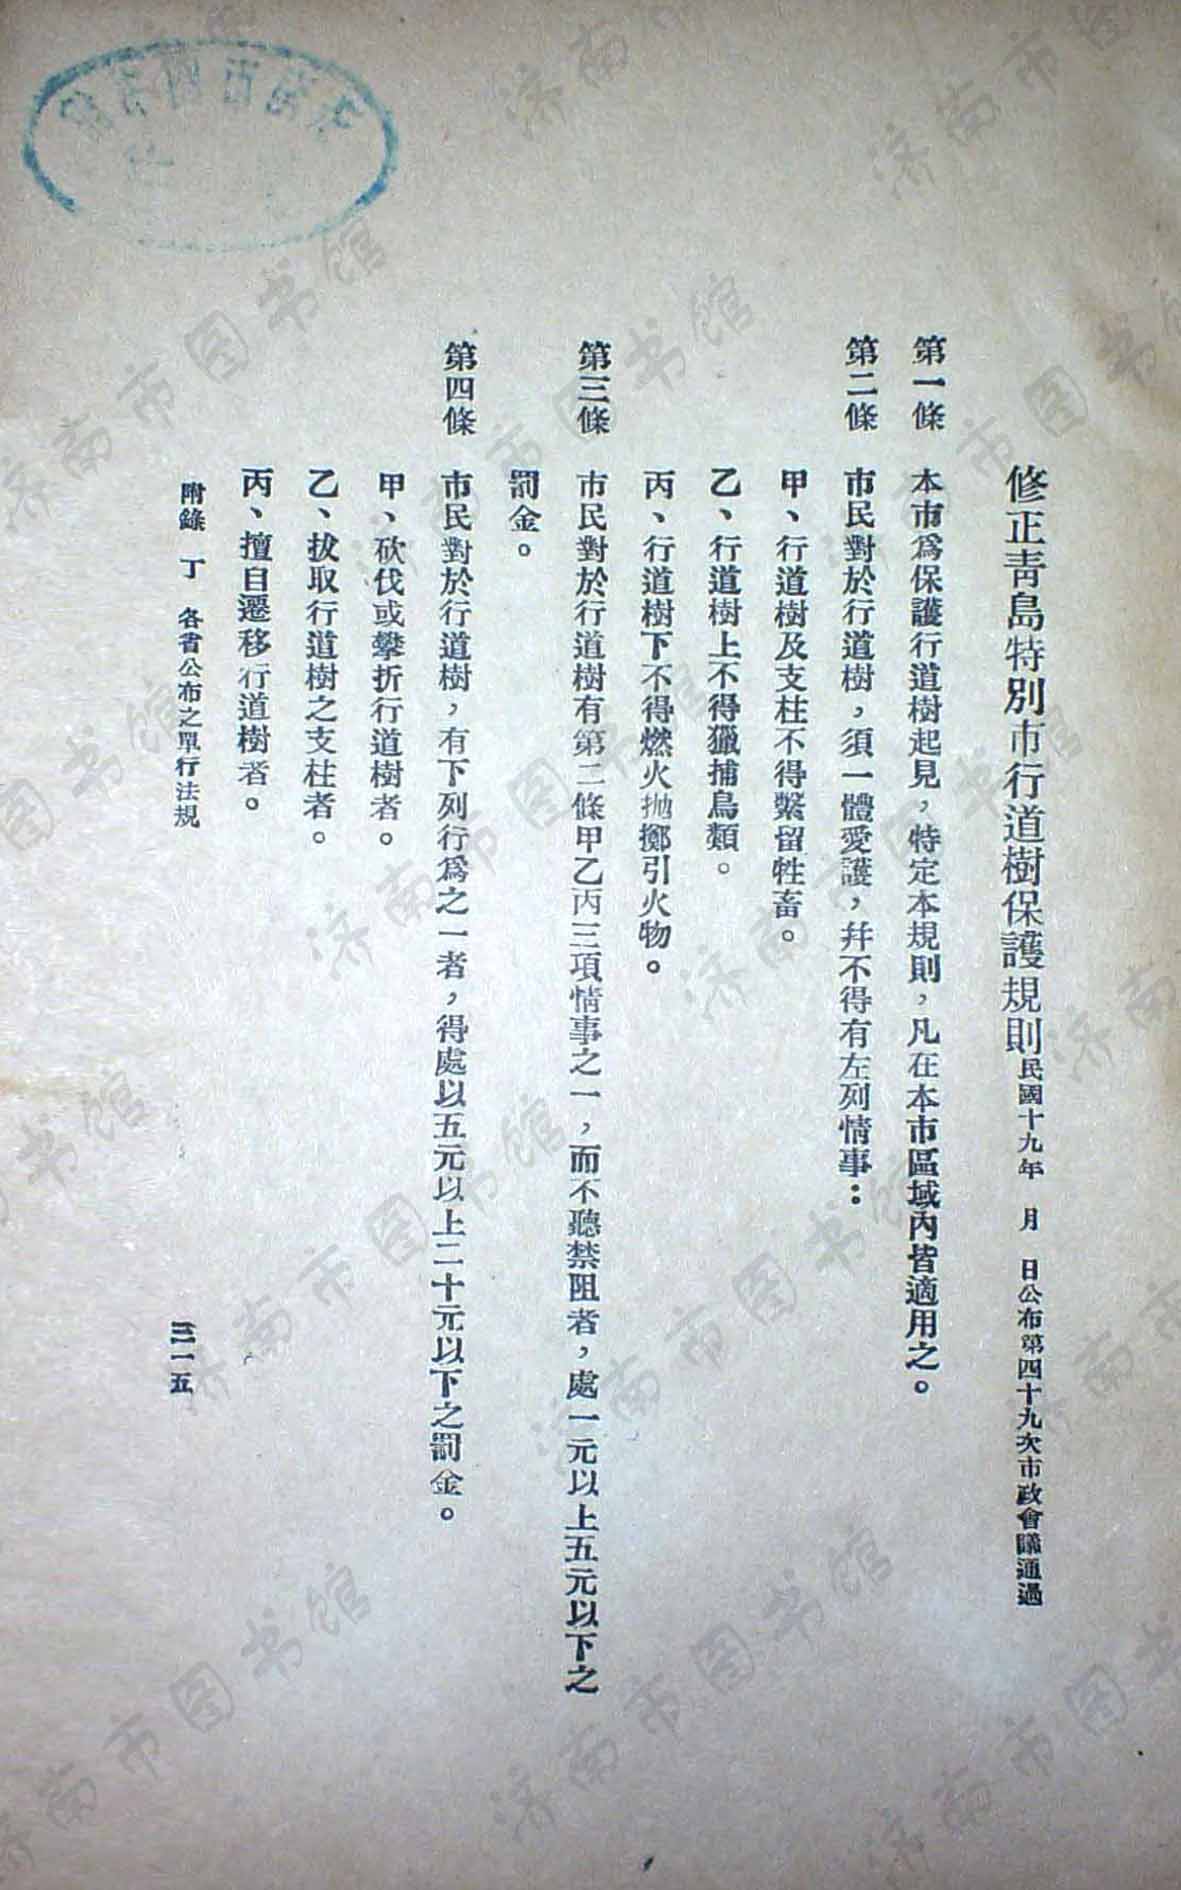 修正靑島特別市行道樹保護規則民國十九年 月 日公布第四十九次市政會議通過
第一條 本市爲保護行道樹起見，特定本規則，凡在本市區域內皆適用之。
第二條 市民對於行道樹，須一體愛護，幷不得有左列情事：
甲、行道樹及支柱不得繫留牲畜。
乙、行道樹上不得獵捕鳥類。
丙、行道樹下不得燃火拋擲引火物。
第三條 市民對於行道樹有第二條甲乙丙三項情事之一，而不聽禁阻者，處一元以上五元以下之
罰金。
第四條 市民對於行道樹，有下列行爲之一者，得處以五元以上二十元以下之罰金。
甲、砍伐或攀折行道樹者。
乙、拔取行道樹之支柱者。
丙、擅自遷移行道樹者。
附錄 丁 各省公布之單行法規
三一五
济南市图书馆